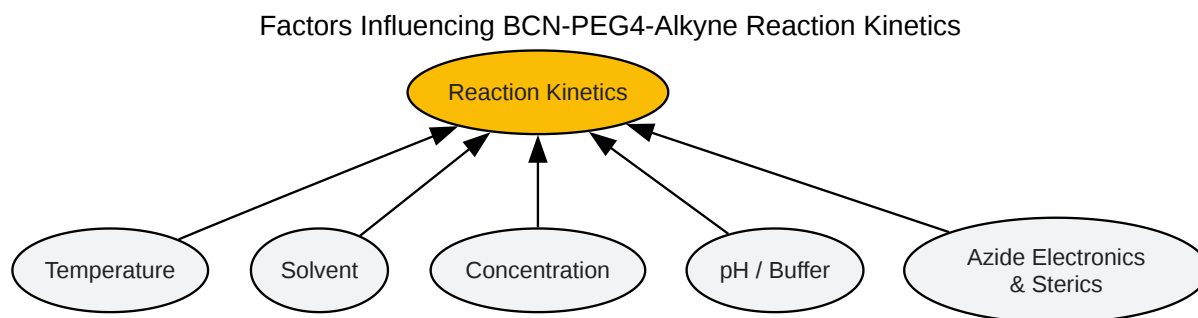 Factors Influencing BCN-PEG4-Alkyne Reaction Kinetics
Reaction Kinetics
Temperature
Solvent
Concentration
pH / Buffer
Azide Electronics
& Sterics